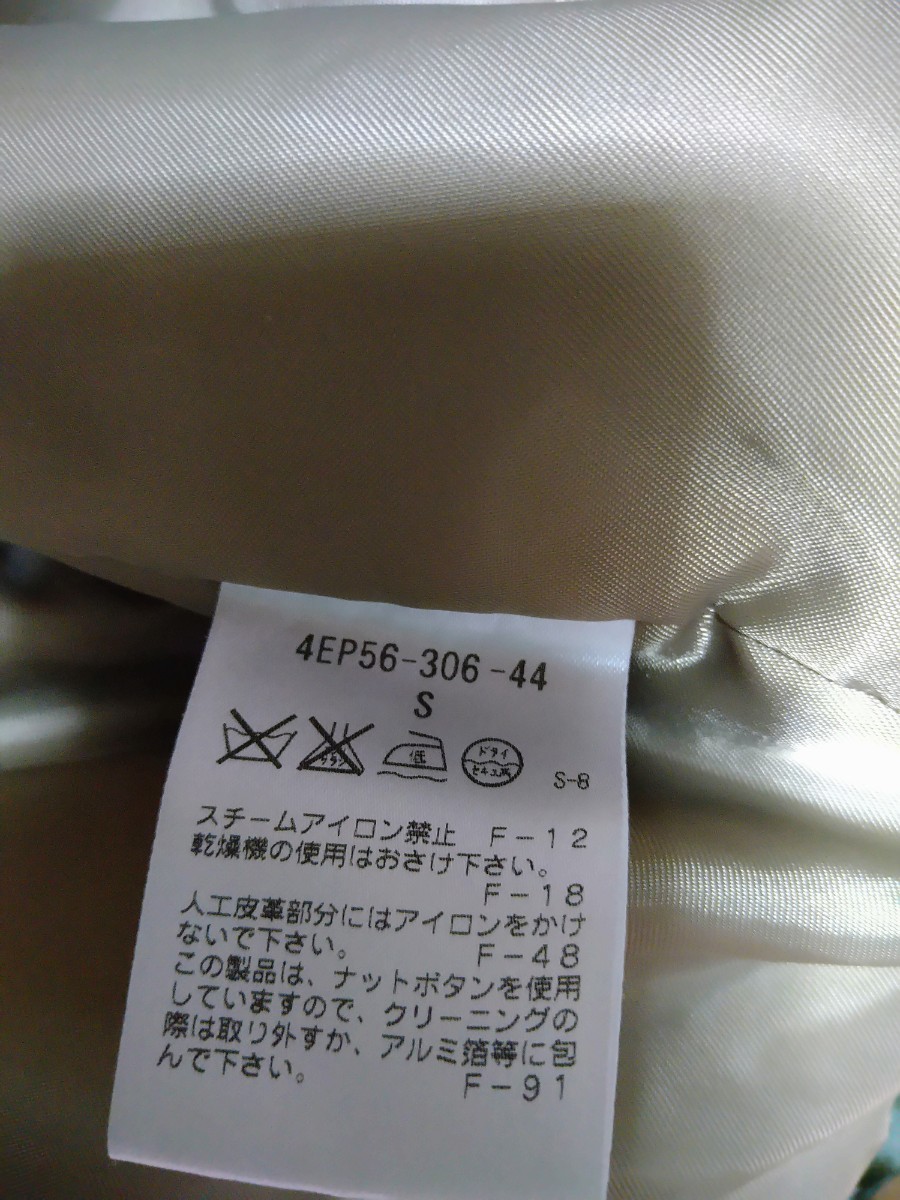 4EP56-306-44
S
低 ドライ
セキユ系
S-8
スチームアイロン禁止 F-12
乾燥機の使用はおさけ下さい。
F-18
人工皮革部分にはアイロンをかけ
ないで下さい。 F-48
この製品は、ナットボタンを使用
していますので、クリーニングの
際は取り外すか、アルミ箔等に包
んで下さい。 F-91